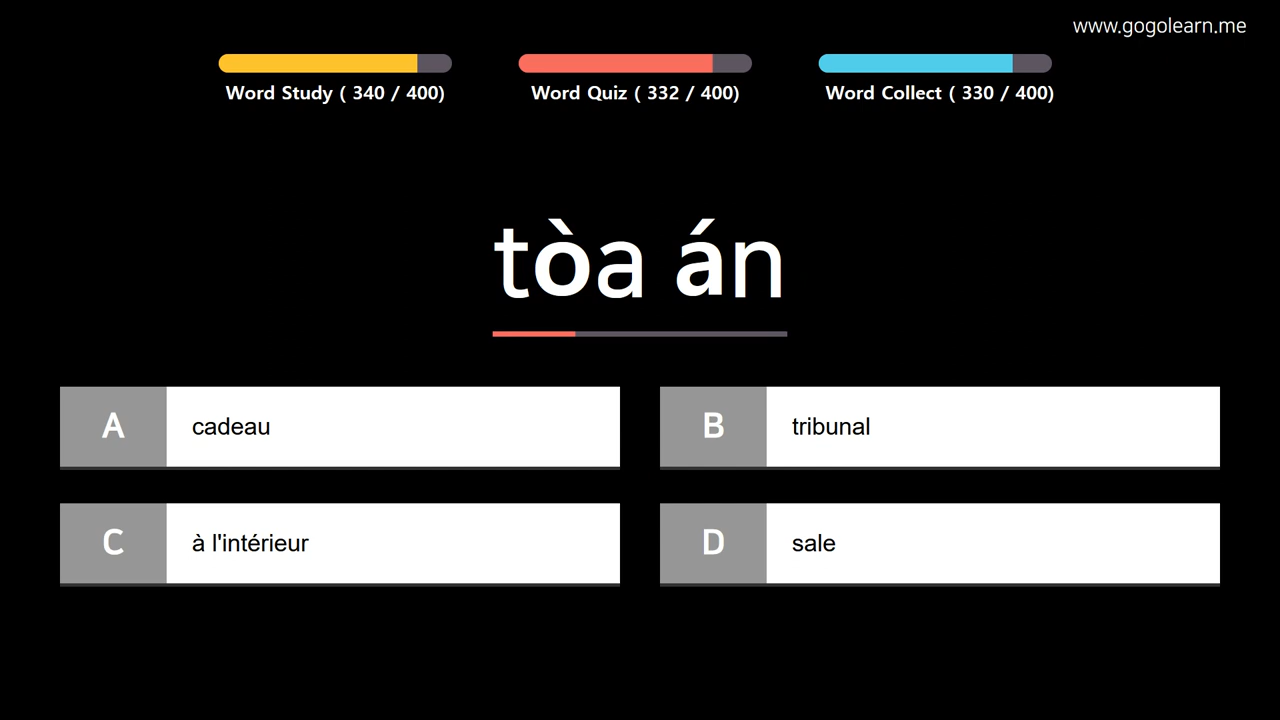 www.gogolearn.me
Word Study ( 340 / 400)
Word Quiz ( 332 / 400)
Word Collect ( 330 / 400)
tòa án
A cadeau
B tribunal
C à l'intérieur
D sale